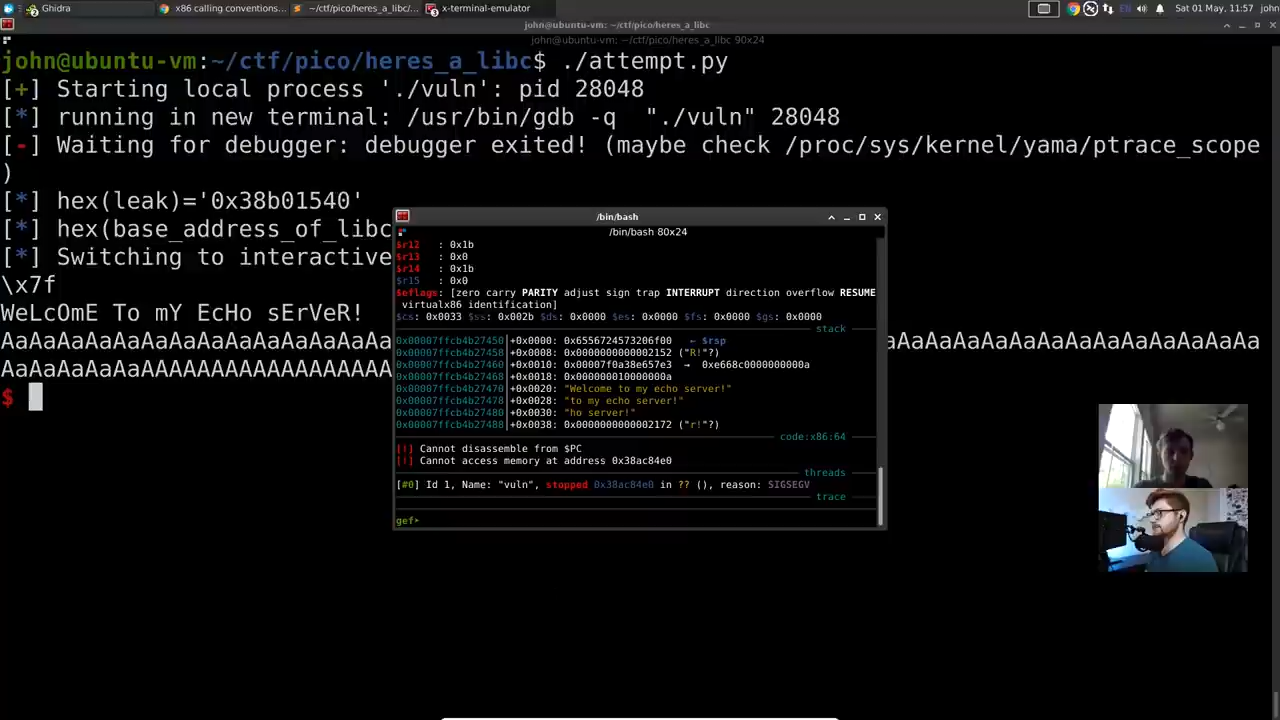 Ghidra
x86 calling conventions...
~/ctf/pico/heres_a_libc/...
x-terminal-emulator
EN
Sat 01 May, 11:57
john
john@ubuntu-vm: ~/ctf/pico/heres_a_libc
john@ubuntu-vm: ~/ctf/pico/heres_a_libc 90x24
john@ubuntu-vm:~/ctf/pico/heres_a_libc$ ./attempt.py
[+] Starting local process './vuln': pid 28048
[*] running in new terminal: /usr/bin/gdb -q  "./vuln" 28048
[-] Waiting for debugger: debugger exited! (maybe check /proc/sys/kernel/yama/ptrace_scope
)
[*] hex(leak)='0x38b01540'
[*] hex(base_address_of_libc
[*] Switching to interactive
\x7f
WeLcOmE To mY EcHo sErVeR!
AaAaAaAaAaAaAaAaAaAaAaAaAaAa
aAaAaAaAaAaAaAaAaAaAaAaAaAa
AaAaAaAaAAAAAAAAAAAAAAAAAAAA
$
/bin/bash
/bin/bash 80x24
$r12   : 0x1b
$r13   : 0x0
$r14   : 0x1b
$r15   : 0x0
$eflags: [zero carry PARITY adjust sign trap INTERRUPT direction overflow RESUME
virtualx86 identification]
$cs: 0x0033 $ss: 0x002b $ds: 0x0000 $es: 0x0000 $fs: 0x0000 $gs: 0x0000
stack
0x00007ffcb4b27450│+0x0000: 0x6556724573206f00   ← $rsp
0x00007ffcb4b27458│+0x0008: 0x0000000000002152 ("R!"?)
0x00007ffcb4b27460│+0x0010: 0x00007f0a38e657e3  →  0xe668c0000000000a
0x00007ffcb4b27468│+0x0018: 0x000000010000000a
0x00007ffcb4b27470│+0x0020: "Welcome to my echo server!"
0x00007ffcb4b27478│+0x0028: "to my echo server!"
0x00007ffcb4b27480│+0x0030: "ho server!"
0x00007ffcb4b27488│+0x0038: 0x0000000000002172 ("r!"?)
code:x86:64
[!] Cannot disassemble from $PC
[!] Cannot access memory at address 0x38ac84e0
threads
[#0] Id 1, Name: "vuln", stopped 0x38ac84e0 in ?? (), reason: SIGSEGV
trace
gef➤